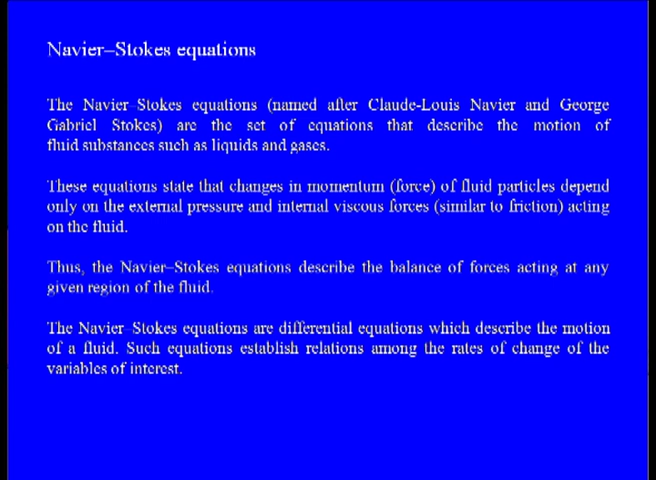 Navier–Stokes equations
The Navier–Stokes equations (named after Claude-Louis Navier and George
Gabriel Stokes) are the set of equations that describe the motion of
fluid substances such as liquids and gases.
These equations state that changes in momentum (force) of fluid particles depend
only on the external pressure and internal viscous forces (similar to friction) acting
on the fluid.
Thus, the Navier–Stokes equations describe the balance of forces acting at any
given region of the fluid.
The Navier–Stokes equations are differential equations which describe the motion
of a fluid. Such equations establish relations among the rates of change of the
variables of interest.